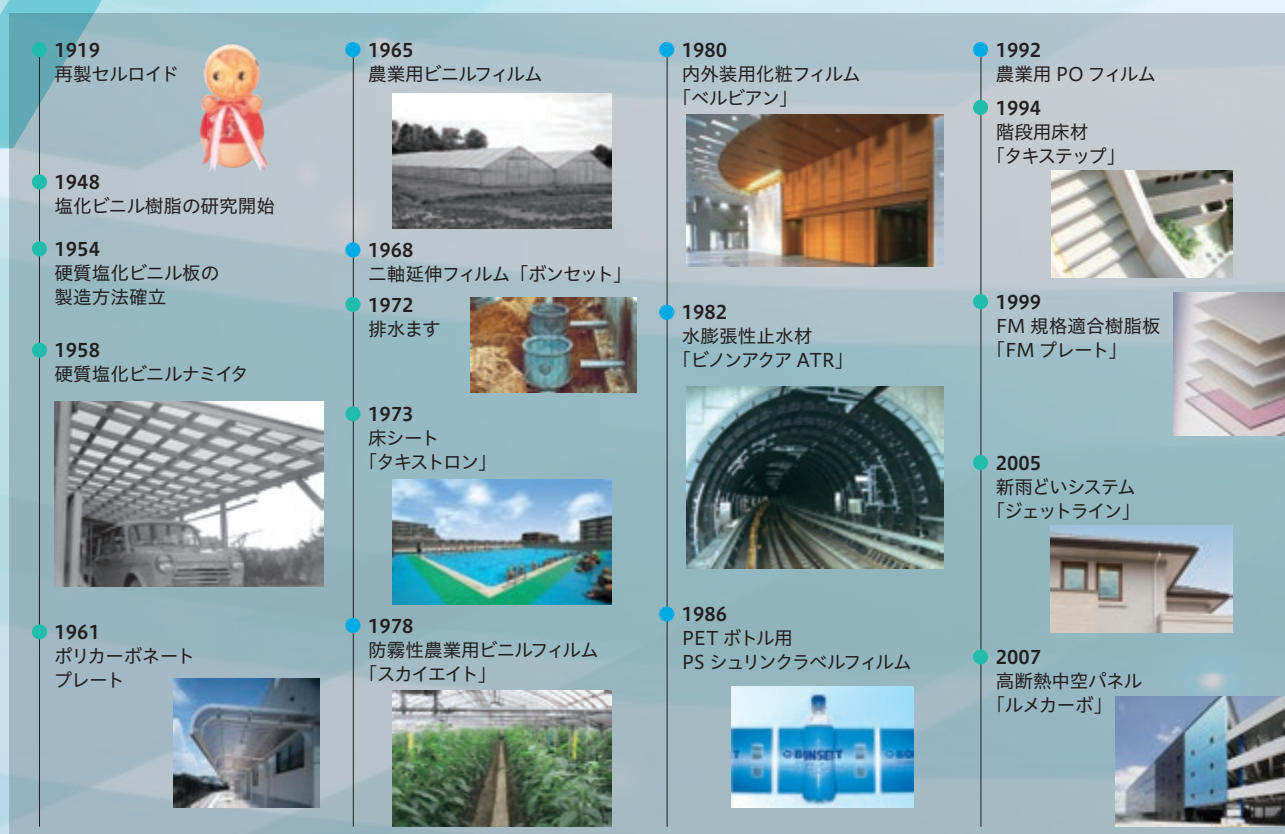 1919
再製セルロイド
1948
塩化ビニル樹脂の研究開始
1954
硬質塩化ビニル板の
製造方法確立
1958
硬質塩化ビニルナミイタ
1961
ポリカーボネート
プレート
1965
農業用ビニルフィルム
1968
二軸延伸フィルム「ボンセット」
1972
排水ます
1973
床シート
「タキストロン」
1978
防霧性農業用ビニルフィルム
「スカイエイト」
1980
内外装用化粧フィルム
「ベルビアン」
1982
水膨張性止水材
「ビノンアクア ATR」
1986
PET ボトル用
PS シュリンクラベルフィルム
BONSET
1992
農業用 PO フィルム
1994
階段用床材
「タキステップ」
1999
FM 規格適合樹脂板
「FM プレート」
2005
新雨どいシステム
「ジェットライン」
2007
高断熱中空パネル
「ルメカーボ」